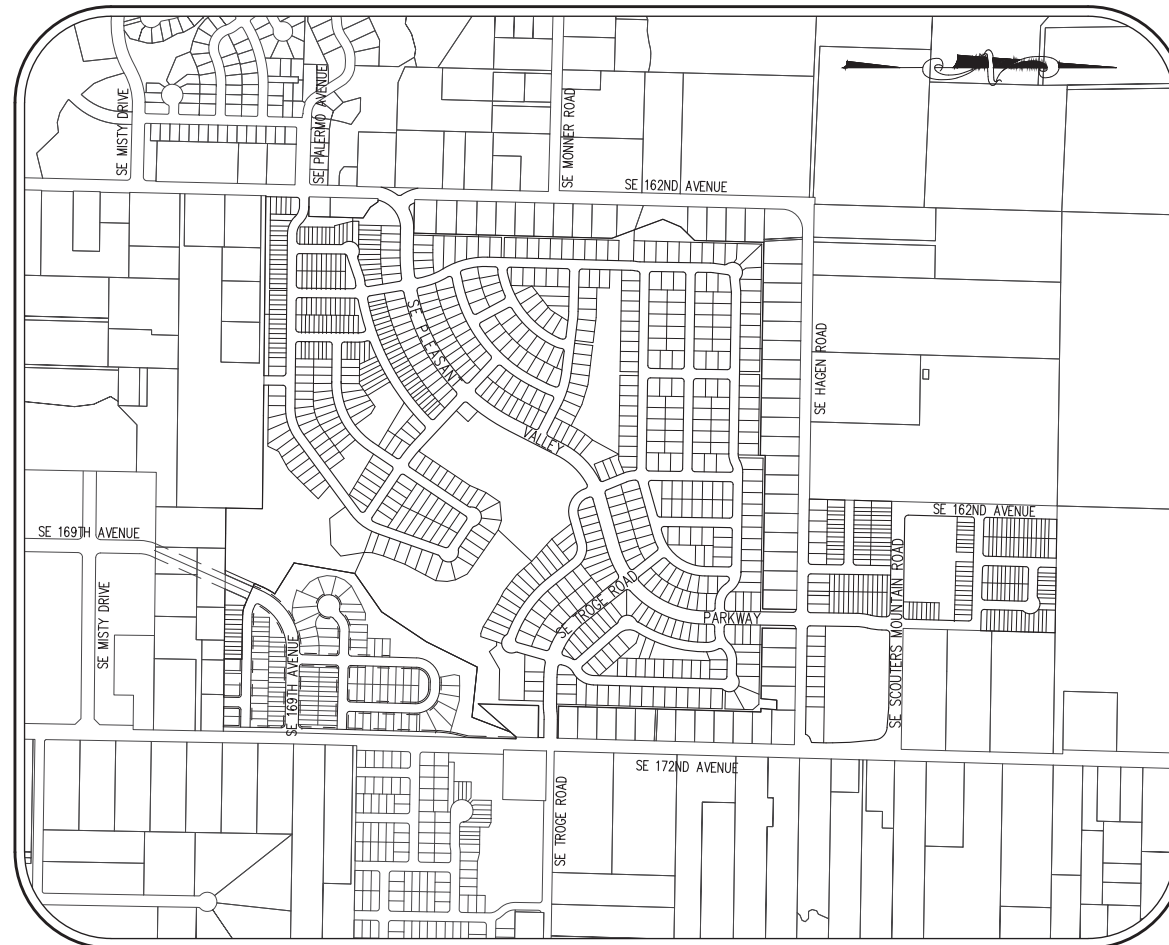 SE MISTY DRIVE
SE PALERMO AVENUE
SE MONNER ROAD
SE 162ND AVENUE
SE PLEASANT
VALLEY
PARKWAY
SE HAGEN ROAD
SE 169TH AVENUE
SE MISTY DRIVE
SE 169TH AVENUE
SE TROGE ROAD
SE 162ND AVENUE
SE SCOUTERS MOUNTAIN ROAD
SE 172ND AVENUE
SE TROGE ROAD